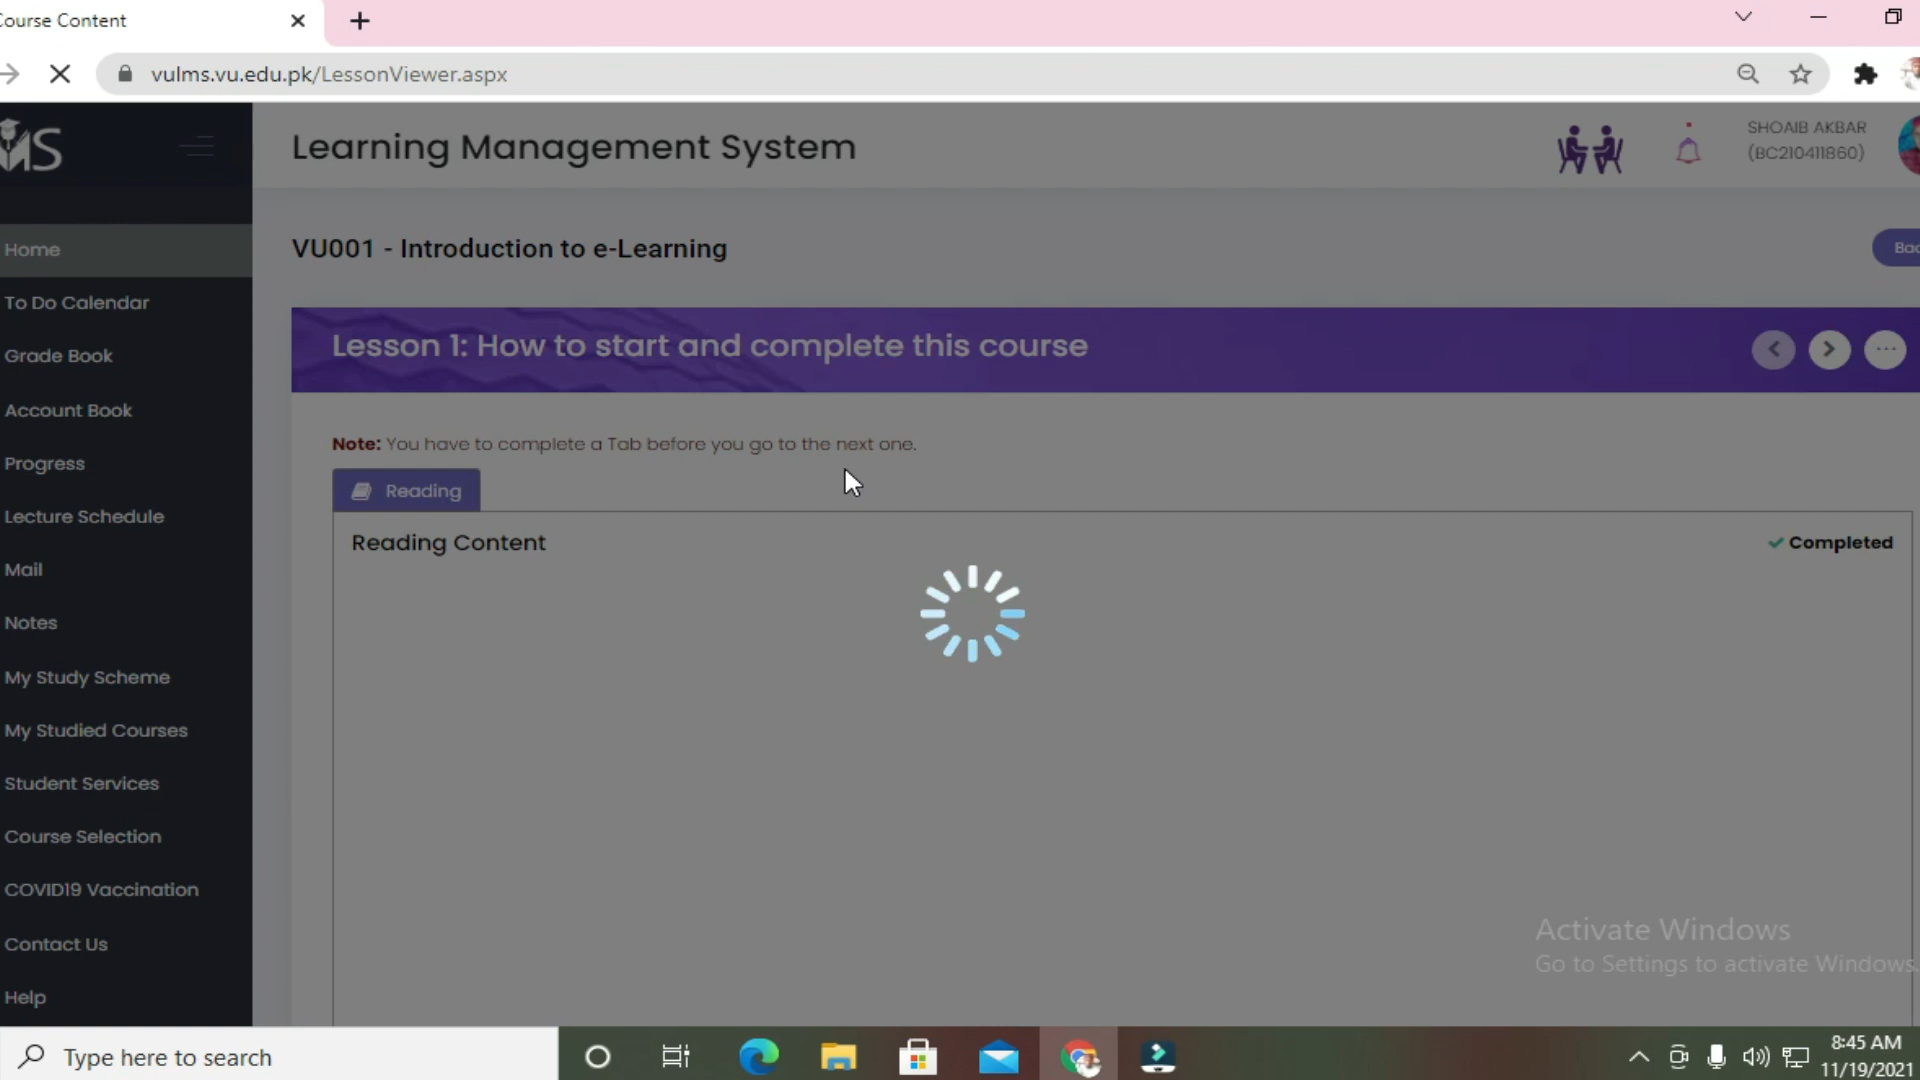 Course Content
vulms.vu.edu.pk/LessonViewer.aspx
Learning Management System
SHOAIB AKBAR
(BC210411860)
Home
To Do Calendar
Grade Book
Account Book
Progress
Lecture Schedule
Mail
Notes
My Study Scheme
My Studied Courses
Student Services
Course Selection
COVID19 Vaccination
Contact Us
Help
VU001 - Introduction to e-Learning
Lesson 1: How to start and complete this course
Note: You have to complete a Tab before you go to the next one.
Reading
Reading Content
Completed
Activate Windows
Go to Settings to activate Windows.
Type here to search
8:45 AM
11/19/2021